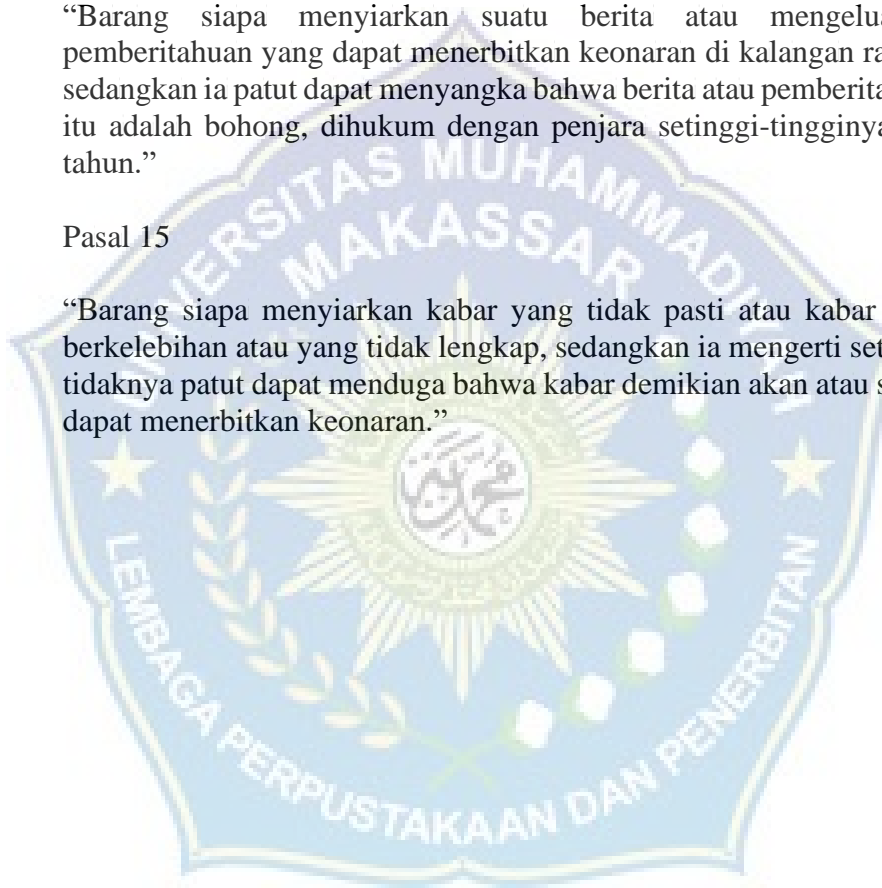 “Barang siapa menyiarkan suatu berita atau mengelua
pemberitahuan yang dapat menerbitkan keonaran di kalangan ra
sedangkan ia patut dapat menyangka bahwa berita atau pemberita
itu adalah bohong, dihukum dengan penjara setinggi-tingginya
tahun.”
Pasal 15
“Barang siapa menyiarkan kabar yang tidak pasti atau kabar
berkelebihan atau yang tidak lengkap, sedangkan ia mengerti set
tidaknya patut dapat menduga bahwa kabar demikian akan atau s
dapat menerbitkan keonaran.”
UNIVERSITAS MUHAMMADIYAH
MAKASSAR
LEMBAGA PERPUSTAKAAN DAN PENERBITAN